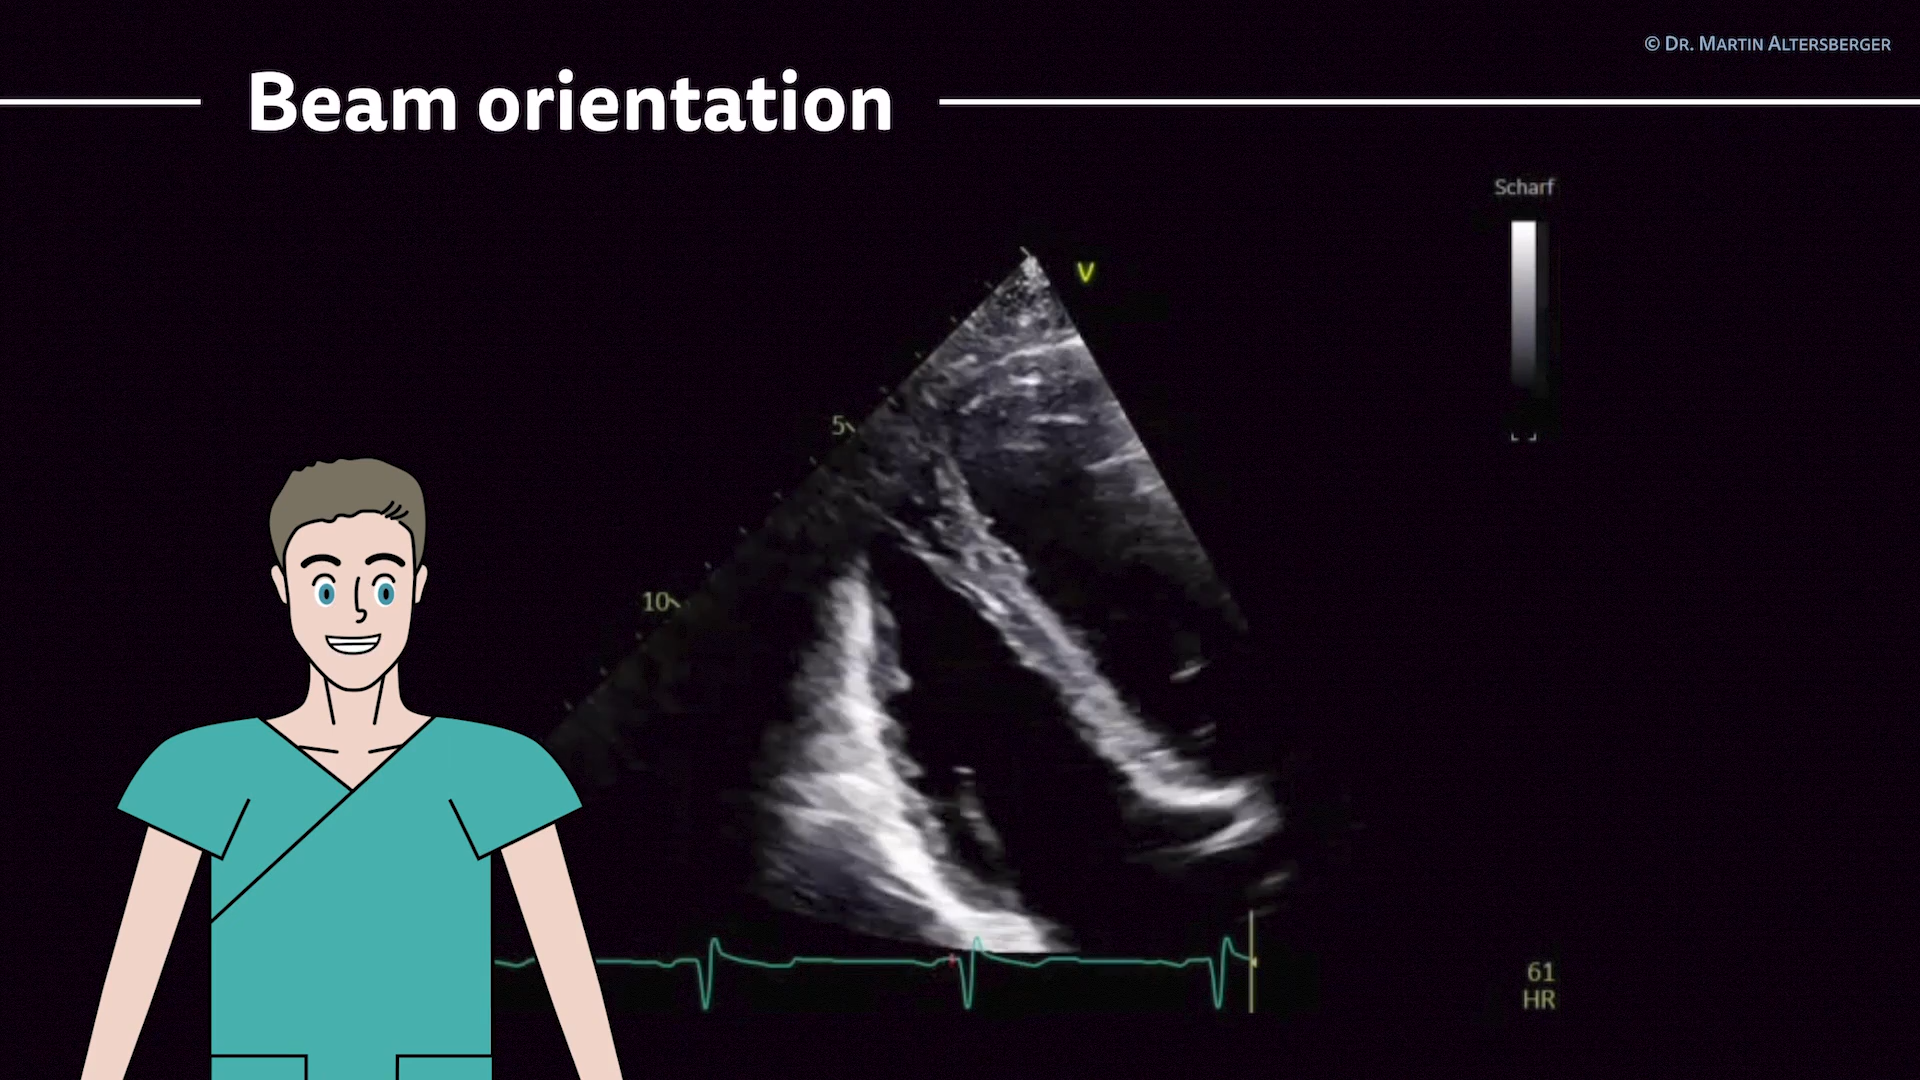 © Dr. Martin Altersberger
Beam orientation
Scharf
V
5
10
61
HR